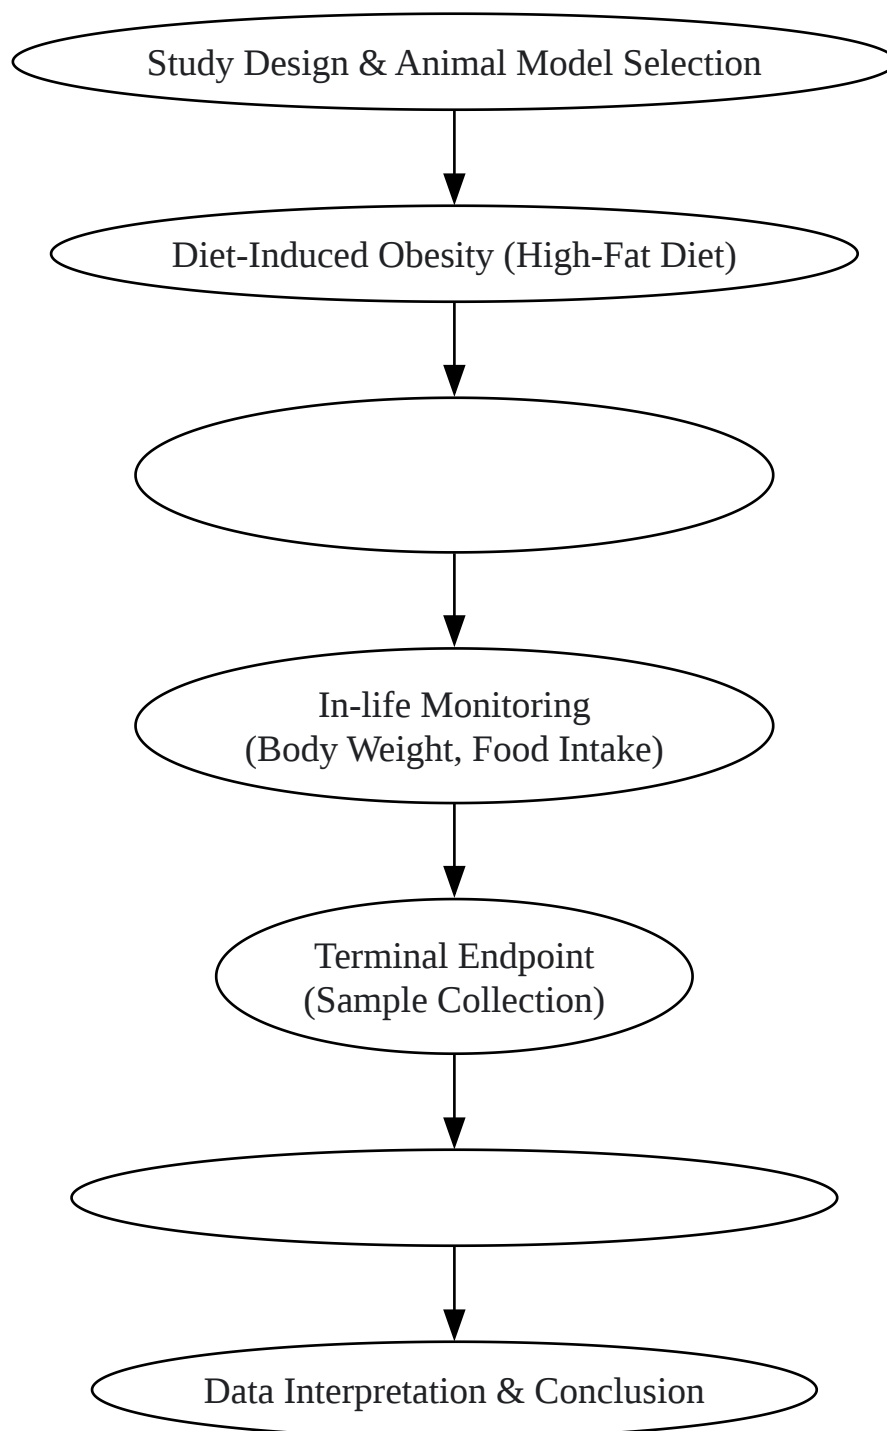 Study Design & Animal Model Selection
Diet-Induced Obesity (High-Fat Diet)
In-life Monitoring
(Body Weight, Food Intake)
Terminal Endpoint
(Sample Collection)
Data Interpretation & Conclusion